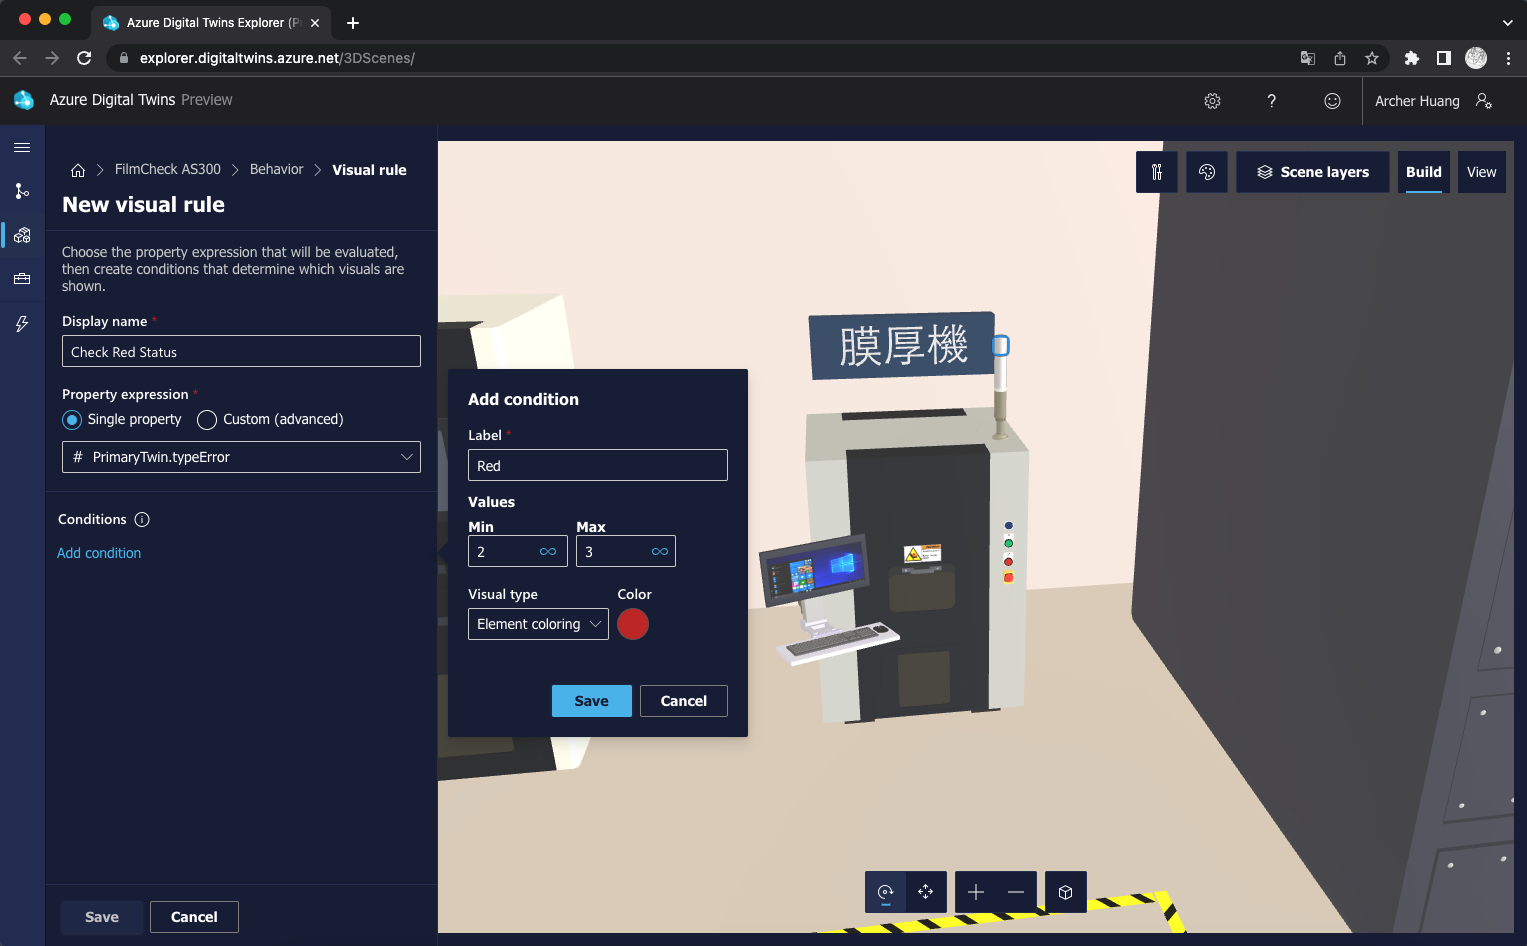 Azure Digital Twins Explorer (P
explorer.digitaltwins.azure.net/3DScenes/
Azure Digital Twins Preview
?
Archer Huang
FilmCheck AS300 > Behavior > Visual rule
New visual rule
Choose the property expression that will be evaluated,
then create conditions that determine which visuals are
shown.
Display name *
Check Red Status
Property expression *
Single property
Custom (advanced)
# PrimaryTwin.typeError
Conditions
Add condition
Save
Cancel
Add condition
Label *
Red
Values
Min
Max
2 ∞
3 ∞
Visual type
Color
Element coloring
Save
Cancel
Scene layers
Build
View
膜厚機